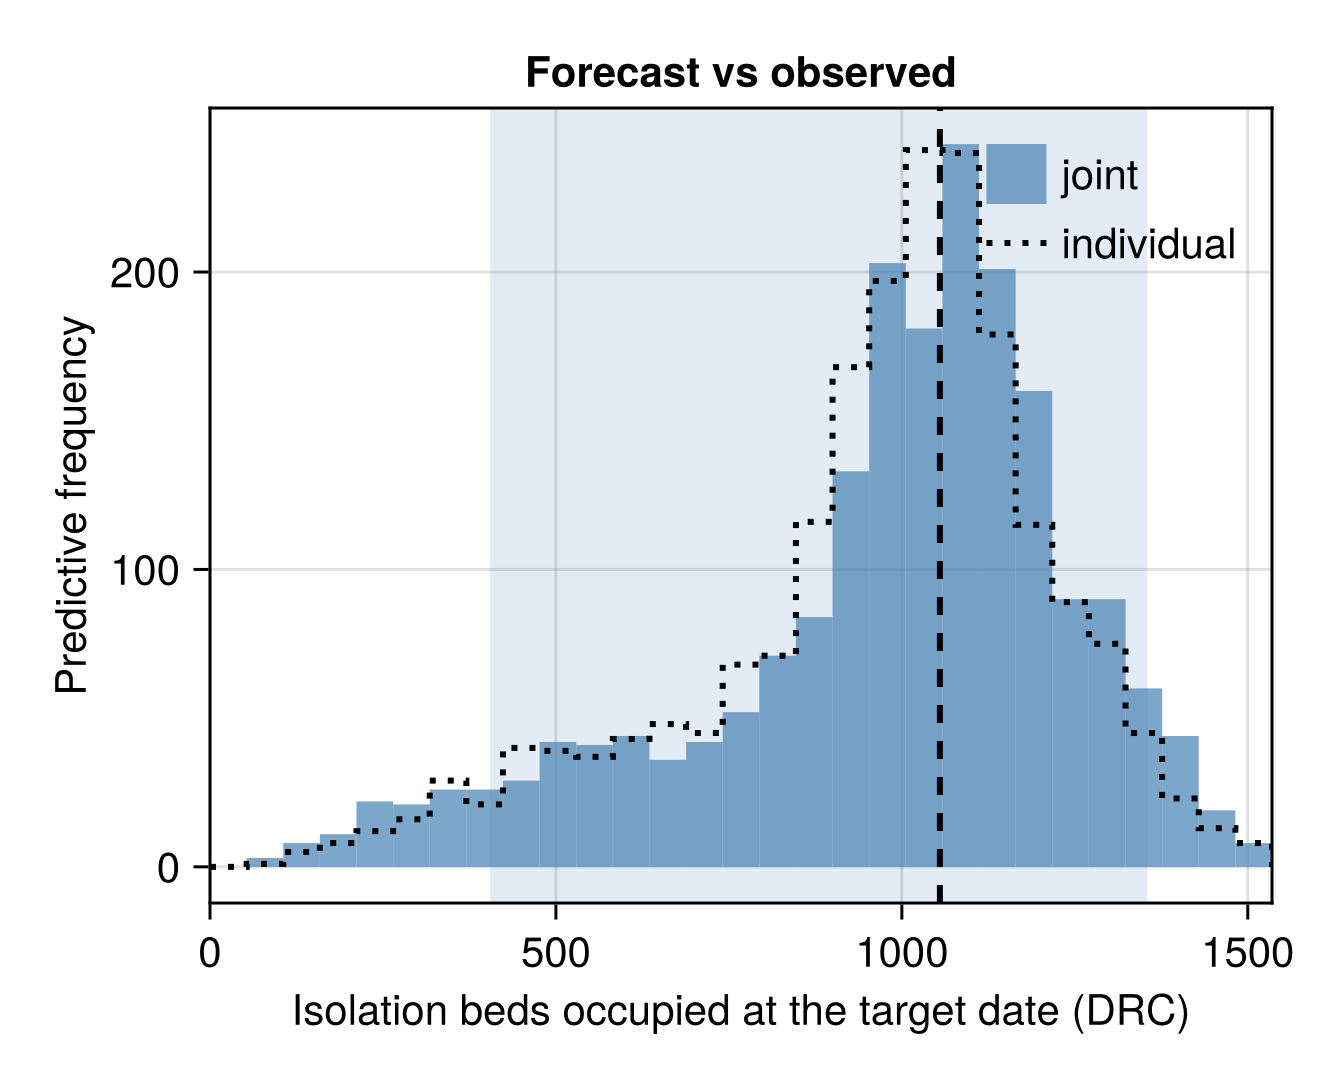 Forecast vs observed
joint
individual
200
100
0
Predictive frequency
0 500 1000 1500
Isolation beds occupied at the target date (DRC)